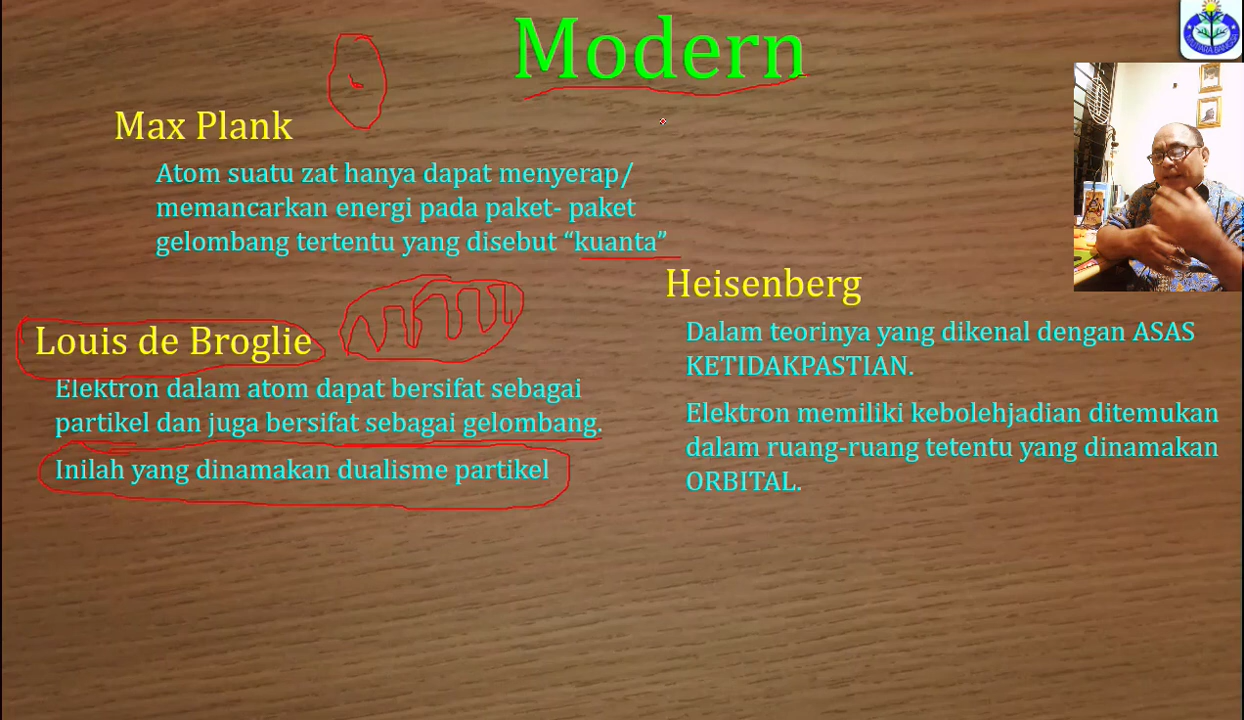 Modern
Max Plank
Atom suatu zat hanya dapat menyerap/
memancarkan energi pada paket- paket
gelombang tertentu yang disebut “kuanta”
Louis de Broglie
Elektron dalam atom dapat bersifat sebagai
partikel dan juga bersifat sebagai gelombang.
Inilah yang dinamakan dualisme partikel
Heisenberg
Dalam teorinya yang dikenal dengan ASAS
KETIDAKPASTIAN.
Elektron memiliki kebolehjadian ditemukan
dalam ruang-ruang tetentu yang dinamakan
ORBITAL.